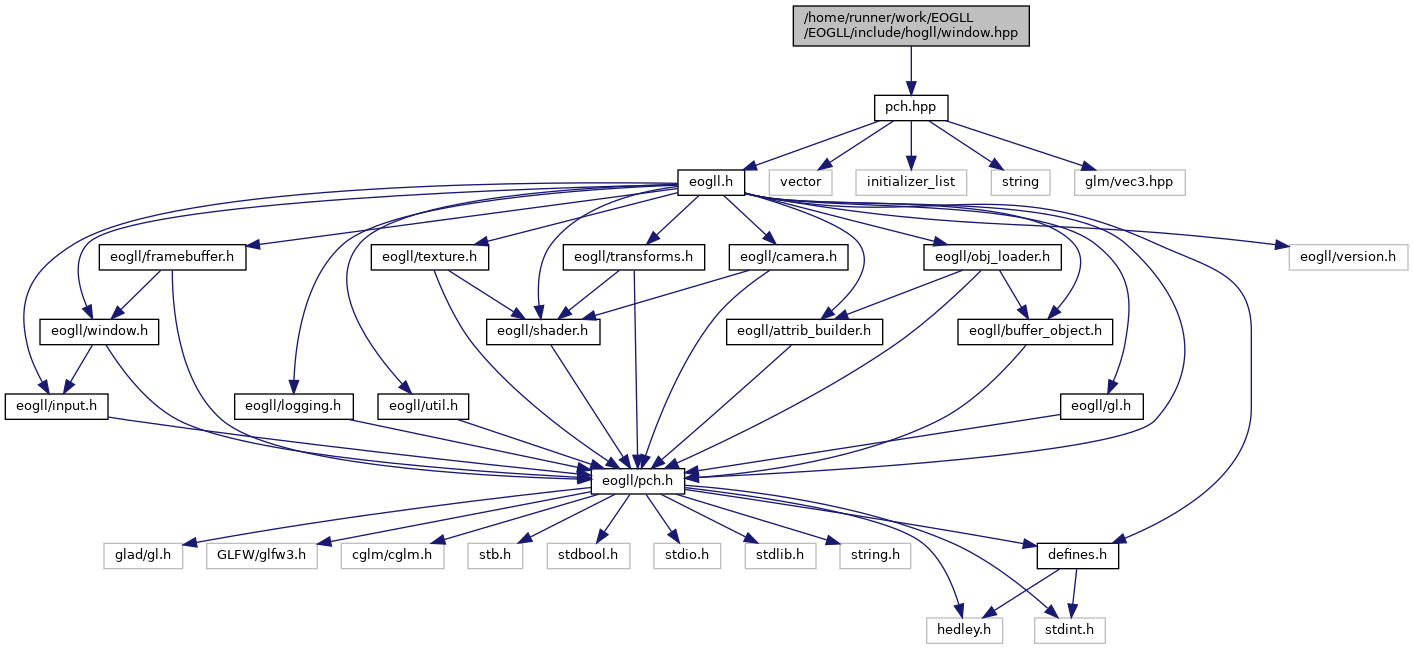 /home/runner/work/EOGLL
/EOGLL/include/hogll/window.hpp
pch.hpp
eogll.h
vector
initializer_list
string
glm/vec3.hpp
eogll/framebuffer.h
eogll/texture.h
eogll/transforms.h
eogll/camera.h
eogll/obj_loader.h
eogll/version.h
eogll/window.h
eogll/shader.h
eogll/attrib_builder.h
eogll/buffer_object.h
eogll/input.h
eogll/logging.h
eogll/util.h
eogll/gl.h
eogll/pch.h
glad/gl.h
GLFW/glfw3.h
cglm/cglm.h
stb.h
stdbool.h
stdio.h
stdlib.h
string.h
defines.h
hedley.h
stdint.h